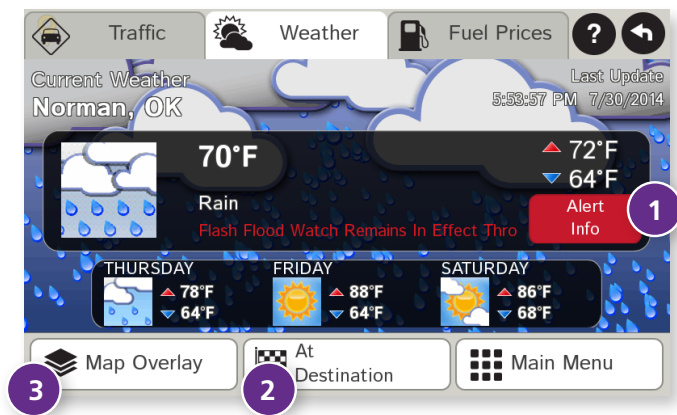 Traffic
Weather
Fuel Prices
?
Current Weather
Norman, OK
Last Update
5:53:57 PM 7/30/2014
70°F
72°F
64°F
Rain
Flash Flood Watch Remains In Effect Thro
Alert
Info
1
THURSDAY
78°F
64°F
FRIDAY
88°F
64°F
SATURDAY
86°F
68°F
Map Overlay
3
At
Destination
2
Main Menu